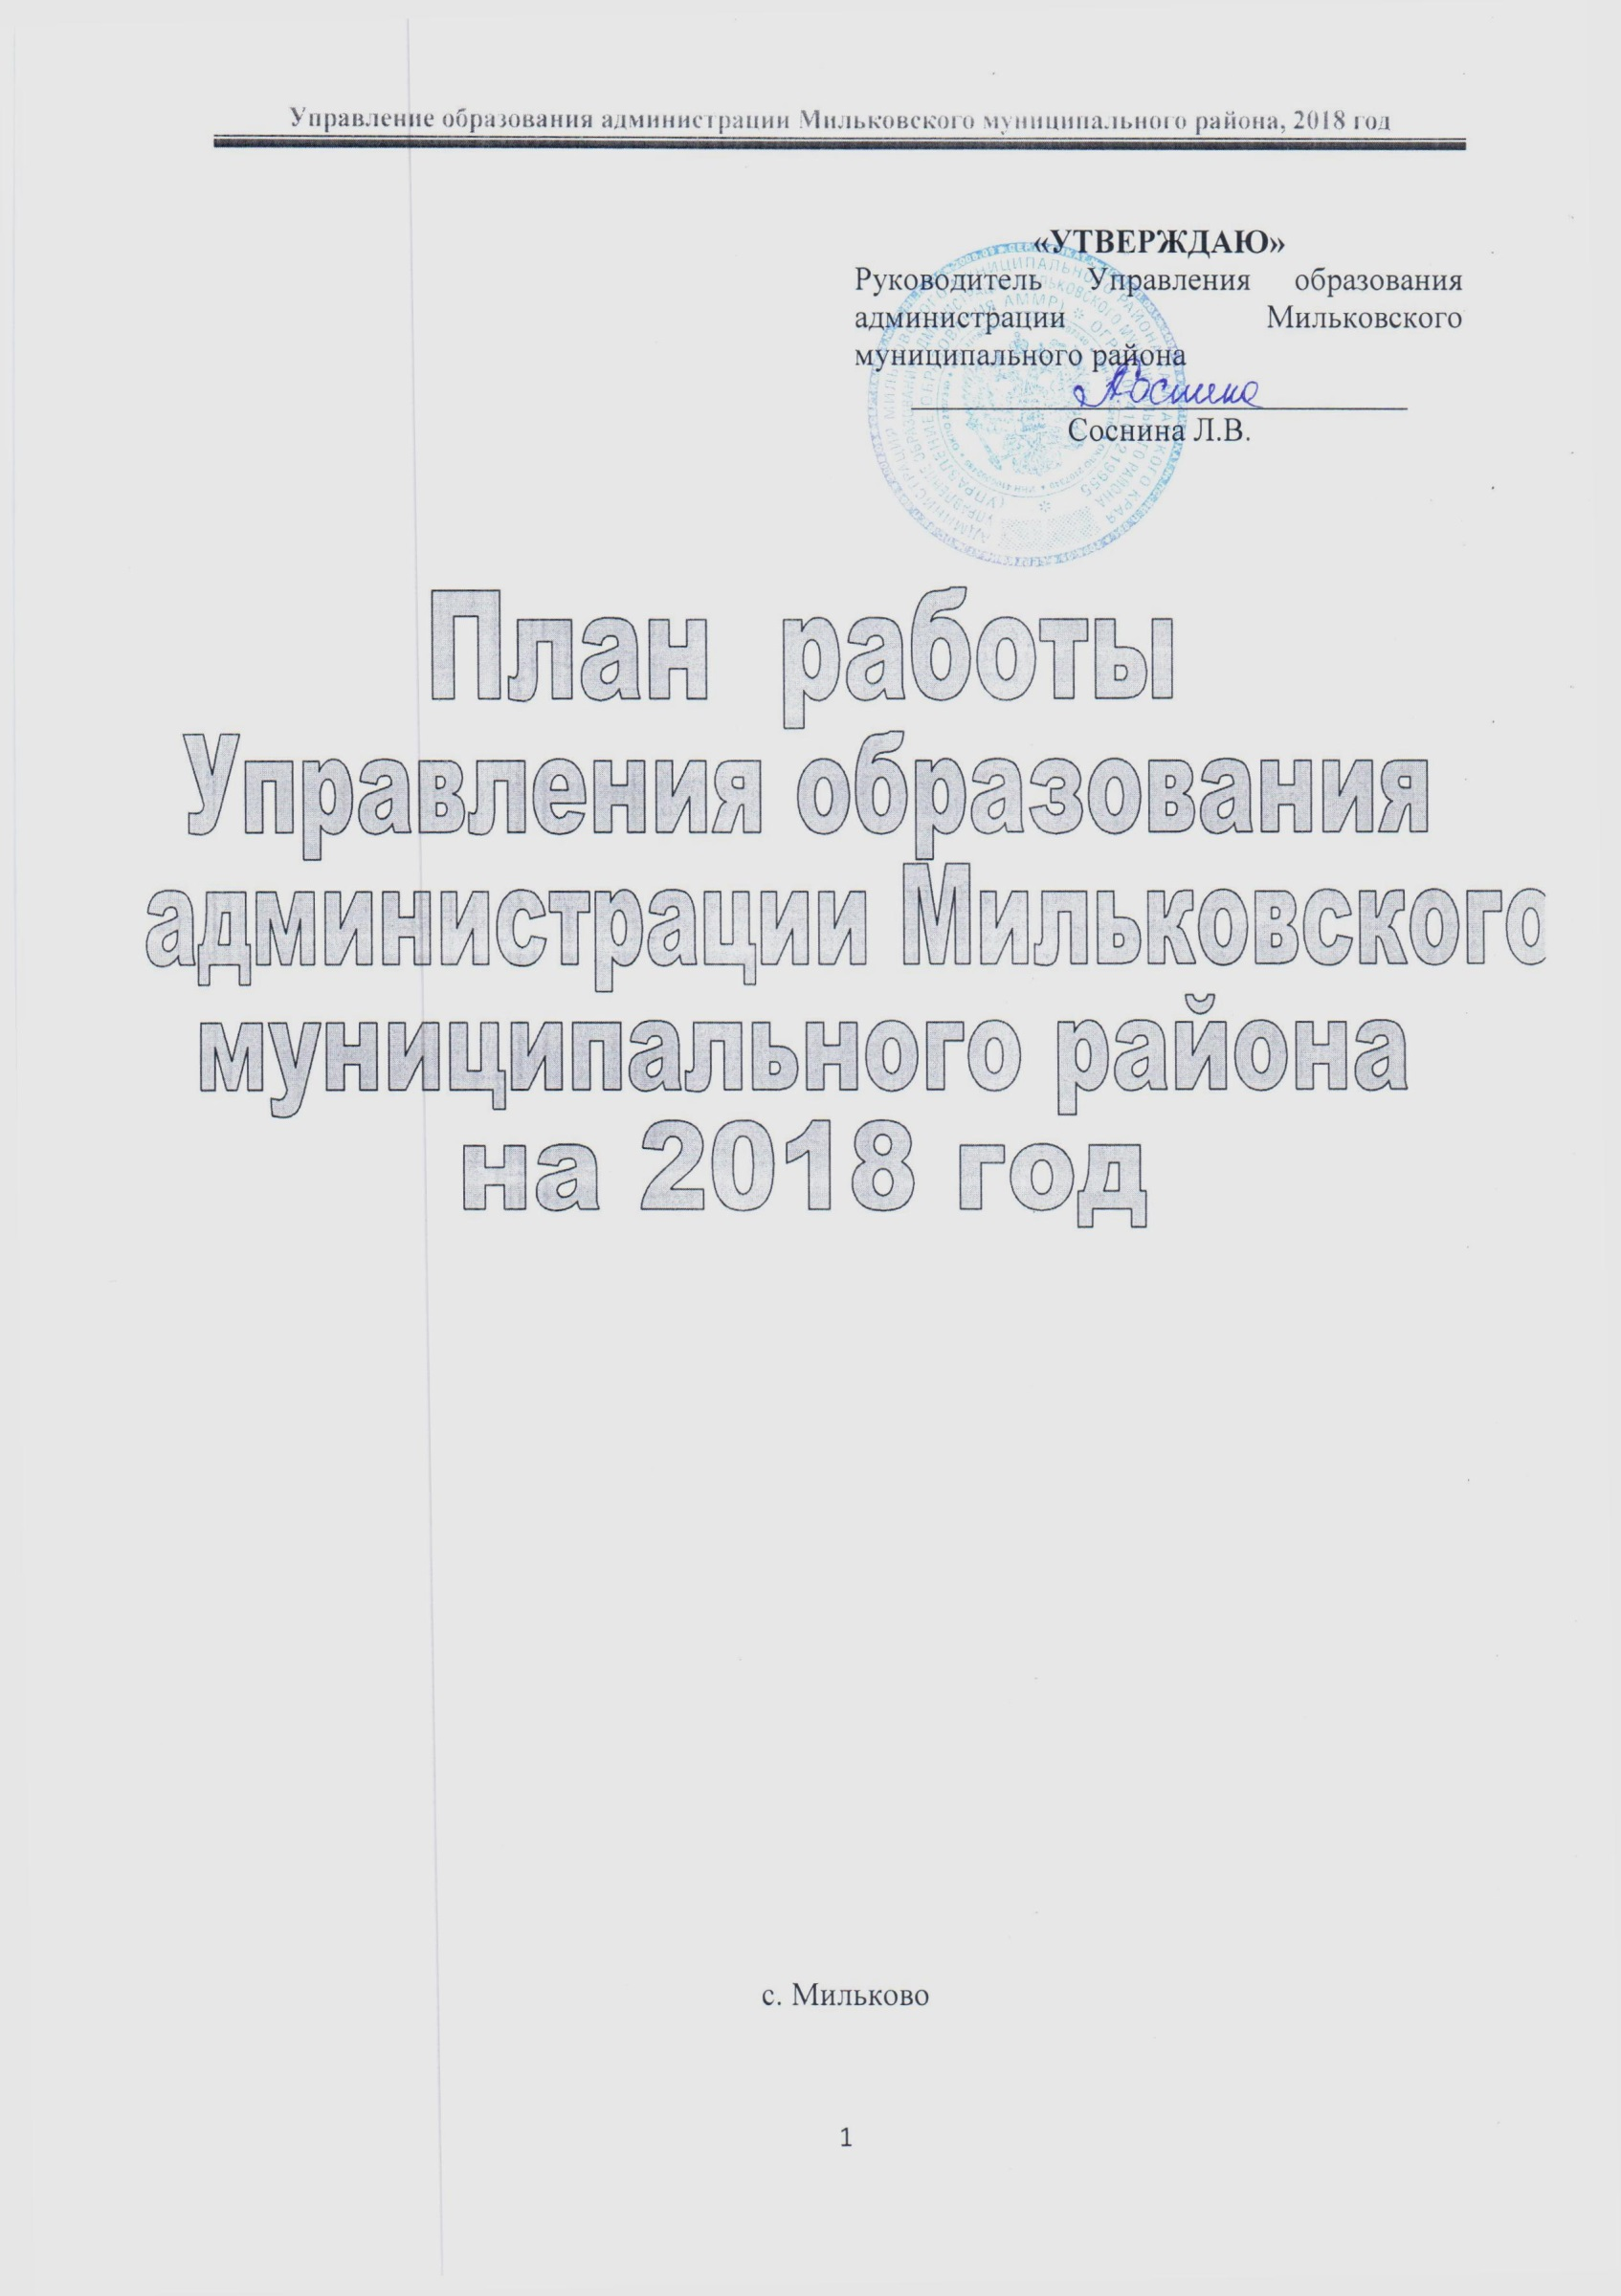 Управление образования администрации Мильковского муниципального района, 2018 год
«УТВЕРЖДАЮ»
Руководитель Управления образования
администрации Мильковского
муниципального района
Соснина Л.В.
План работы
Управления образования
администрации Мильковского
муниципального района
на 2018 год
с. Мильково
1